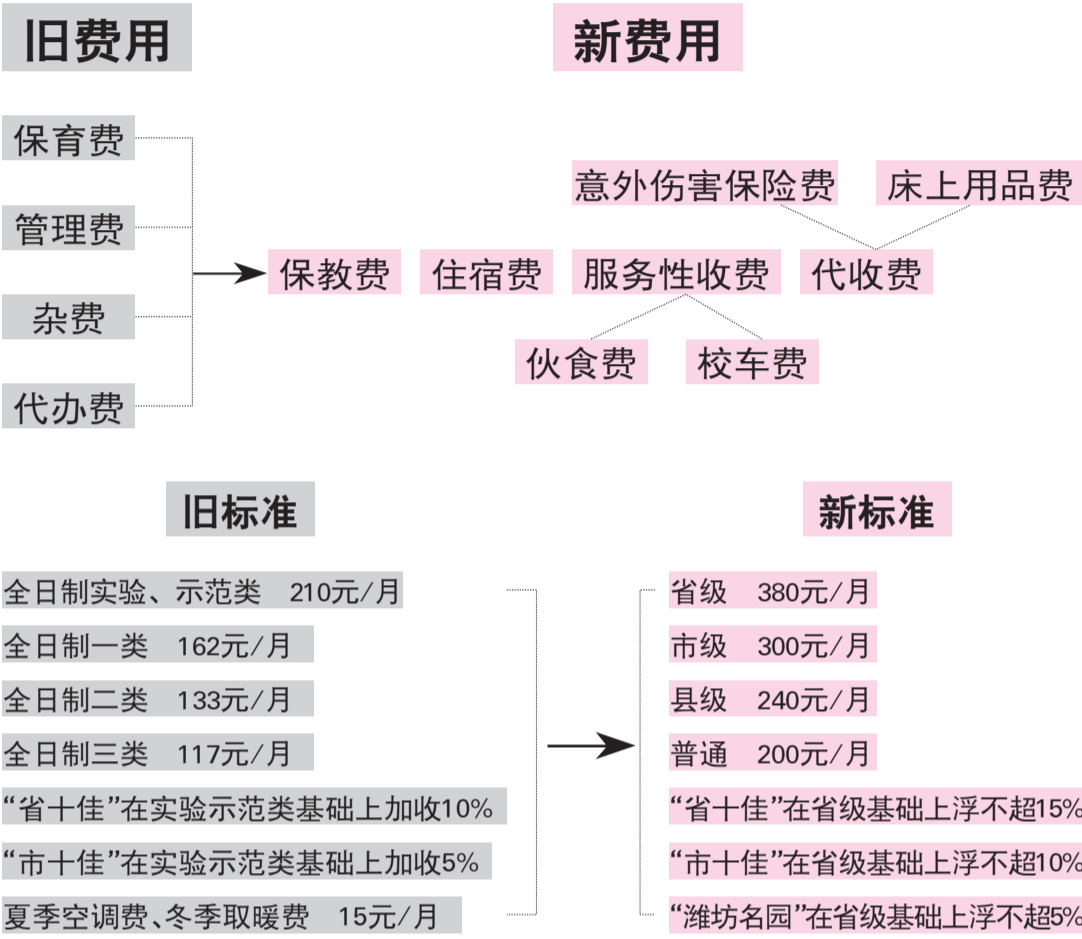 旧费用
新费用
保育费
管理费
杂费
代办费
意外伤害保险费
床上用品费
保教费
住宿费
服务性收费
代收费
伙食费
校车费
旧标准
全日制实验、示范类 210元/月
全日制一类 162元/月
全日制二类 133元/月
全日制三类 117元/月
“省十佳”在实验示范类基础上加收10%
“市十佳”在实验示范类基础上加收5%
夏季空调费、冬季取暖费 15元/月
新标准
省级 380元/月
市级 300元/月
县级 240元/月
普通 200元/月
“省十佳”在省级基础上浮不超15%
“市十佳”在省级基础上浮不超10%
“潍坊名园”在省级基础上浮不超5%